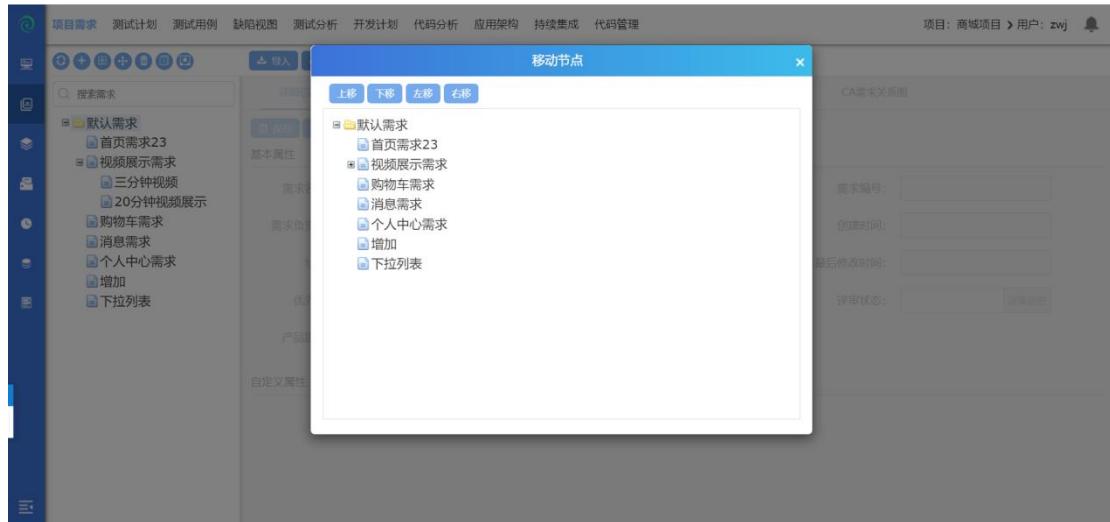 项目需求 测试计划 测试用例 缺陷视图 测试分析 开发计划 代码分析 应用架构 持续集成 代码管理 项目：商城项目 ❯ 用户：zwj
导入
移动节点
×
搜索需求
上移 下移 左移 右移
CA需求关系图
默认需求
首页需求23
视频展示需求
三分钟视频
20分钟视频展示
购物车需求
消息需求
个人中心需求
增加
下拉列表
默认需求
首页需求23
视频展示需求
购物车需求
消息需求
个人中心需求
增加
下拉列表
基本属性
需求编号：
创建时间：
最后修改时间：
评审状态：
自定义属性